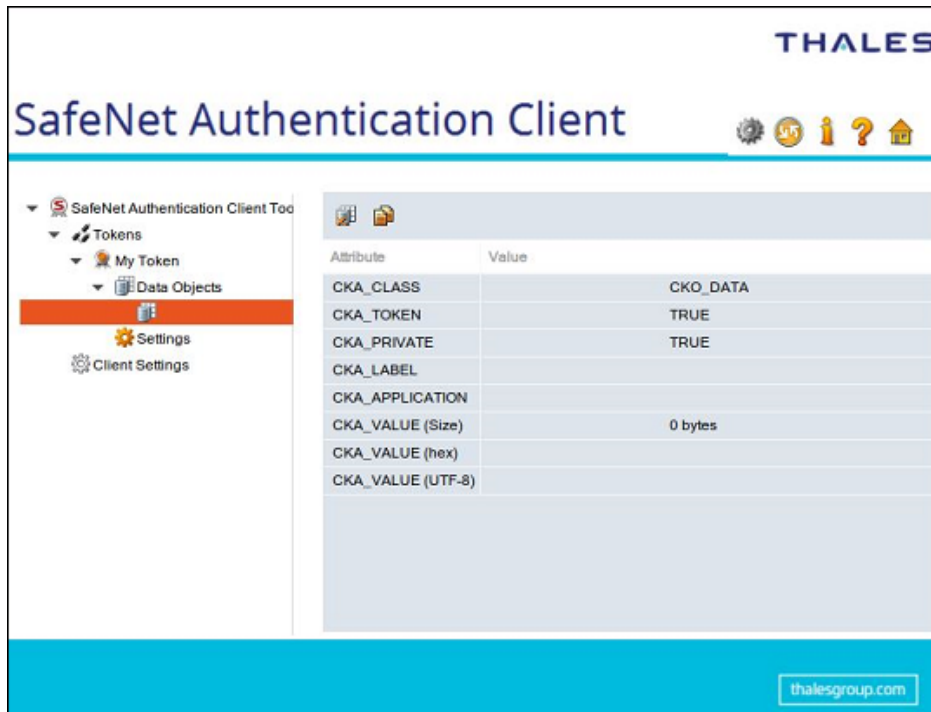 THALES
SafeNet Authentication Client
SafeNet Authentication Client Too
Tokens
My Token
Data Objects
Settings
Client Settings
Attribute Value
CKA_CLASS CKO_DATA
CKA_TOKEN TRUE
CKA_PRIVATE TRUE
CKA_LABEL
CKA_APPLICATION
CKA_VALUE (Size) 0 bytes
CKA_VALUE (hex)
CKA_VALUE (UTF-8)
thalesgroup.com